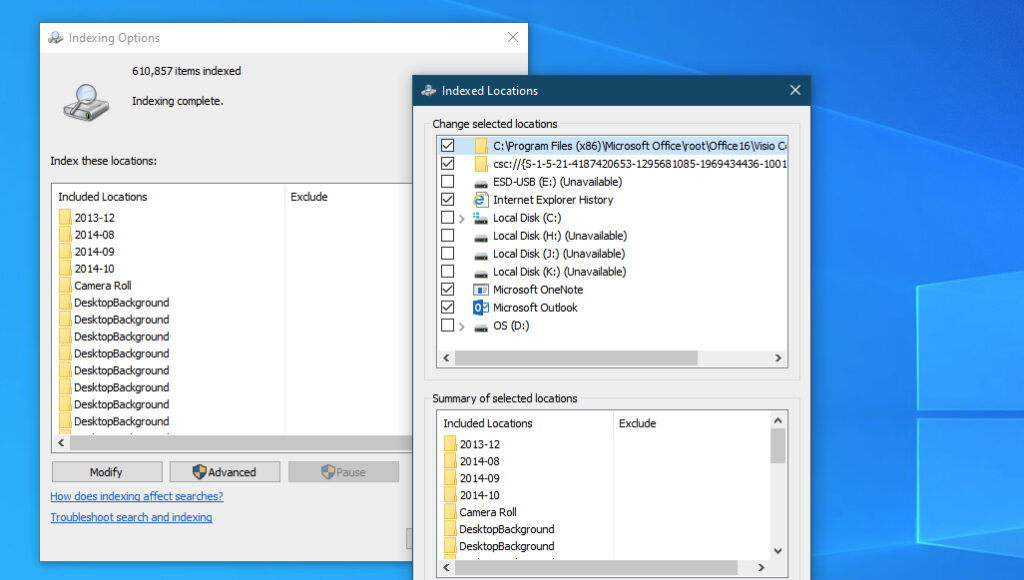 Indexing Options
610,857 items indexed
Indexing complete.
Index these locations:
Included Locations
Exclude
2013-12
2014-08
2014-09
2014-10
Camera Roll
DesktopBackground
DesktopBackground
DesktopBackground
DesktopBackground
DesktopBackground
DesktopBackground
DesktopBackground
DesktopBackground
Modify
Advanced
Pause
How does indexing affect searches?
Troubleshoot search and indexing
Indexed Locations
Change selected locations
C:\Program Files (x86)\Microsoft Office\root\Office16\Visio
csc://{S-1-5-21-4187420653-1295681085-1969434436-1001
ESD-USB (E:) (Unavailable)
Internet Explorer History
Local Disk (C:)
Local Disk (H:) (Unavailable)
Local Disk (J:) (Unavailable)
Local Disk (K:) (Unavailable)
Microsoft OneNote
Microsoft Outlook
OS (D:)
Summary of selected locations
Included Locations
Exclude
2013-12
2014-08
2014-09
2014-10
Camera Roll
DesktopBackground
DesktopBackground